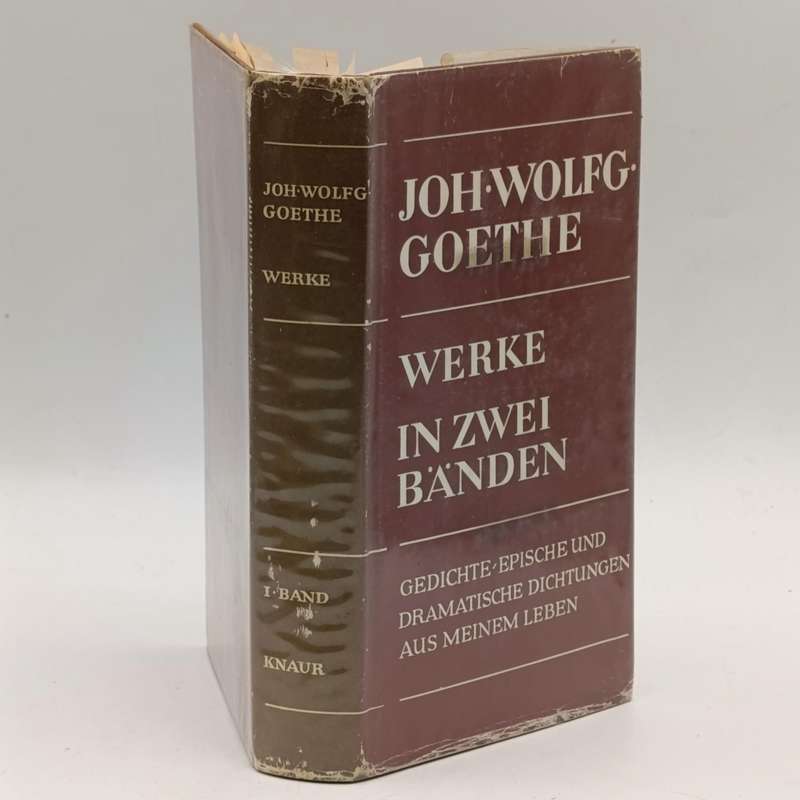 JOH·WOLFG·
GOETHE
WERKE
I·BAND
KNAUR
JOH·WOLFG·
GOETHE
WERKE
IN ZWEI
BÄNDEN
GEDICHTE·EPISCHE UND
DRAMATISCHE DICHTUNGEN
AUS MEINEM LEBEN